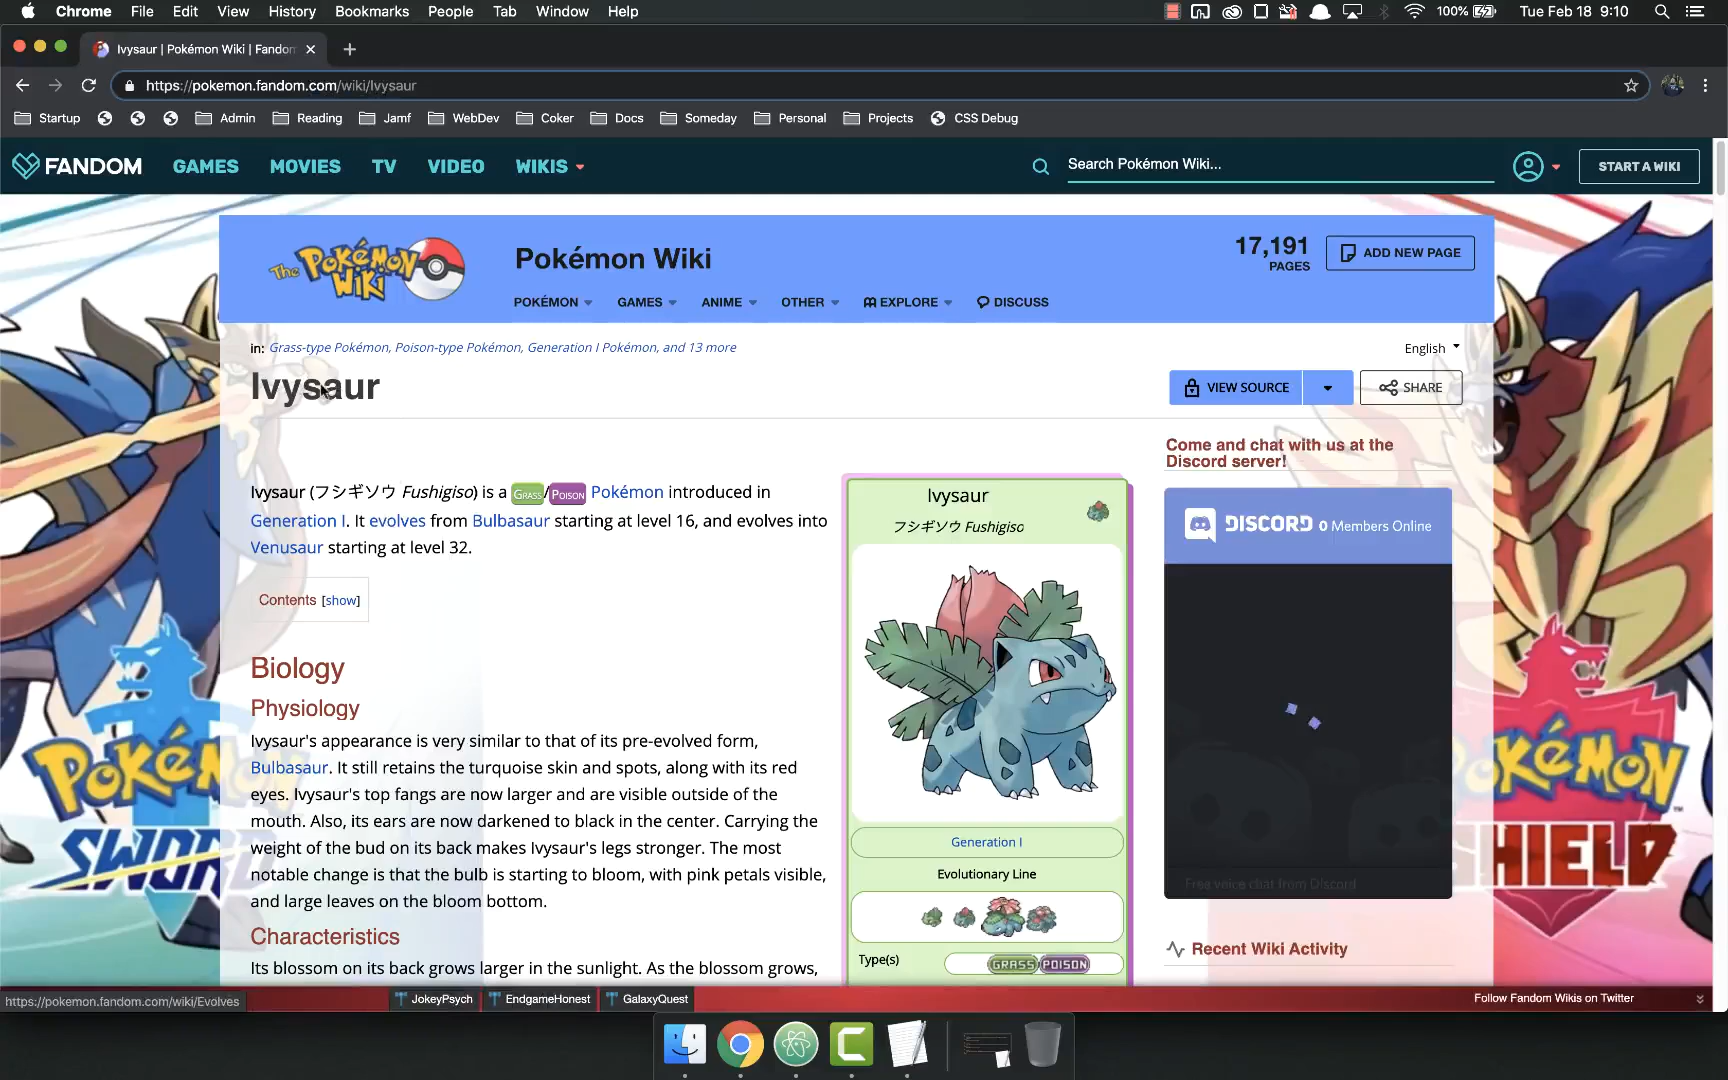 Chrome File Edit View History Bookmarks People Tab Window Help 100% Tue Feb 18 9:10
Ivysaur | Pokémon Wiki | Fandom
https://pokemon.fandom.com/wiki/Ivysaur
Startup Admin Reading Jamf WebDev Coker Docs Someday Personal Projects CSS Debug
FANDOM GAMES MOVIES TV VIDEO WIKIS Search Pokémon Wiki... START A WIKI
The Pokémon Wiki
Pokémon Wiki
17,191
PAGES
ADD NEW PAGE
POKÉMON GAMES ANIME OTHER EXPLORE DISCUSS
in: Grass-type Pokémon, Poison-type Pokémon, Generation I Pokémon, and 13 more
English
Ivysaur
VIEW SOURCE SHARE
Ivysaur (フシギソウ Fushigiso) is a GRASS/POISON Pokémon introduced in
Generation I. It evolves from Bulbasaur starting at level 16, and evolves into
Venusaur starting at level 32.
Contents [show]
Biology
Physiology
Ivysaur's appearance is very similar to that of its pre-evolved form,
Bulbasaur. It still retains the turquoise skin and spots, along with its red
eyes. Ivysaur's top fangs are now larger and are visible outside of the
mouth. Also, its ears are now darkened to black in the center. Carrying the
weight of the bud on its back makes Ivysaur's legs stronger. The most
notable change is that the bulb is starting to bloom, with pink petals visible,
and large leaves on the bloom bottom.
Characteristics
Its blossom on its back grows larger in the sunlight. As the blossom grows,
Ivysaur
フシギソウ Fushigiso
Generation I
Evolutionary Line
Type(s)
GRASS POISON
Come and chat with us at the
Discord server!
DISCORD 0 Members Online
Free voice chat from Discord
Recent Wiki Activity
Pokémon
SWORD
Pokémon
SHIELD
https://pokemon.fandom.com/wiki/Evolves
JokeyPsych EndgameHonest GalaxyQuest
Follow Fandom Wikis on Twitter